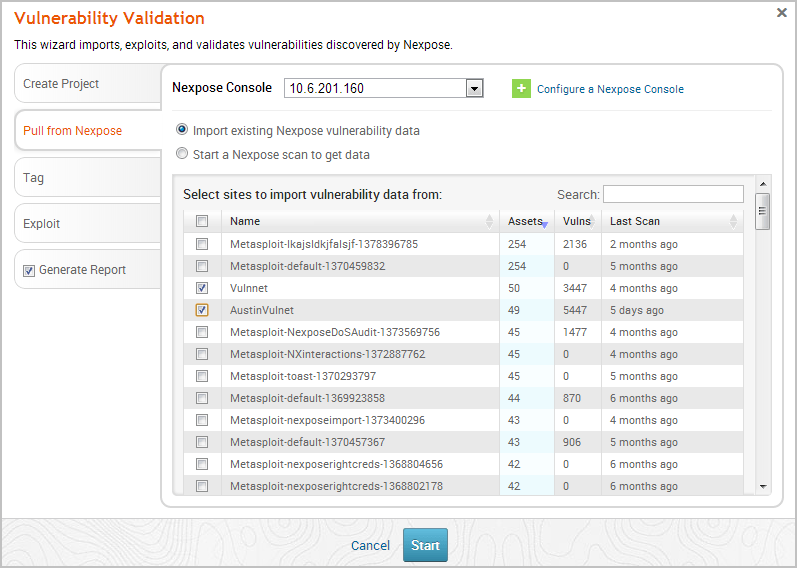 Vulnerability Validation
This wizard imports, exploits, and validates vulnerabilities discovered by Nexpose.
Create Project
Pull from Nexpose
Tag
Exploit
Generate Report
Nexpose Console 10.6.201.160 Configure a Nexpose Console
Import existing Nexpose vulnerability data
Start a Nexpose scan to get data
Select sites to import vulnerability data from: Search:
Name Assets Vulns Last Scan
Metasploit-lkajsldkjfalsjf-1378396785 254 2136 2 months ago
Metasploit-default-1370459832 254 0 5 months ago
Vulnnet 50 3447 4 months ago
AustinVulnet 49 5447 5 days ago
Metasploit-NexposeDoSAudit-1373569756 45 1477 4 months ago
Metasploit-NXinteractions-1372887762 45 0 4 months ago
Metasploit-toast-1370293797 45 0 5 months ago
Metasploit-default-1369923858 44 870 6 months ago
Metasploit-nexposeimport-1373400296 43 0 4 months ago
Metasploit-default-1370457367 43 906 5 months ago
Metasploit-nexposerightcreds-1368804656 42 0 6 months ago
Metasploit-nexposerightcreds-1368802178 42 0 6 months ago
Cancel Start